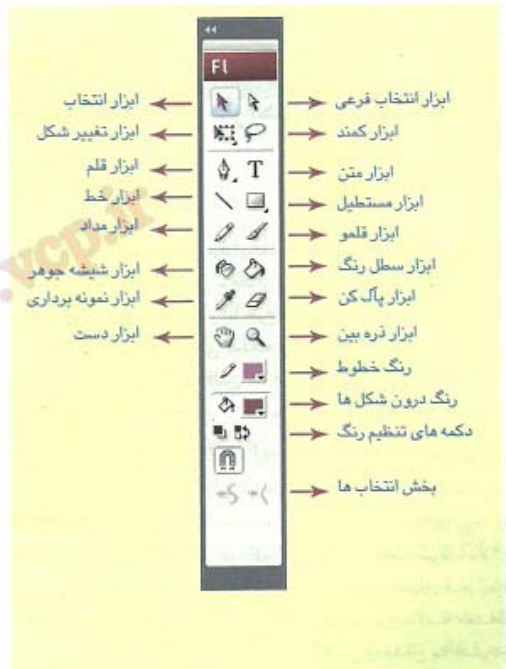 Fl
ابزار انتخاب فرعی
ابزار انتخاب
ابزار کمند
ابزار تغییر شکل
ابزار متن
ابزار قلم
ابزار مستطیل
ابزار خط
ابزار قلمو
ابزار مداد
ابزار سطل رنگ
ابزار شیشه جوهر
ابزار پاک کن
ابزار نمونه برداری
ابزار ذره بین
ابزار دست
رنگ خطوط
رنگ درون شکل ها
دکمه های تنظیم رنگ
بخش انتخاب ها
.vcp.ir